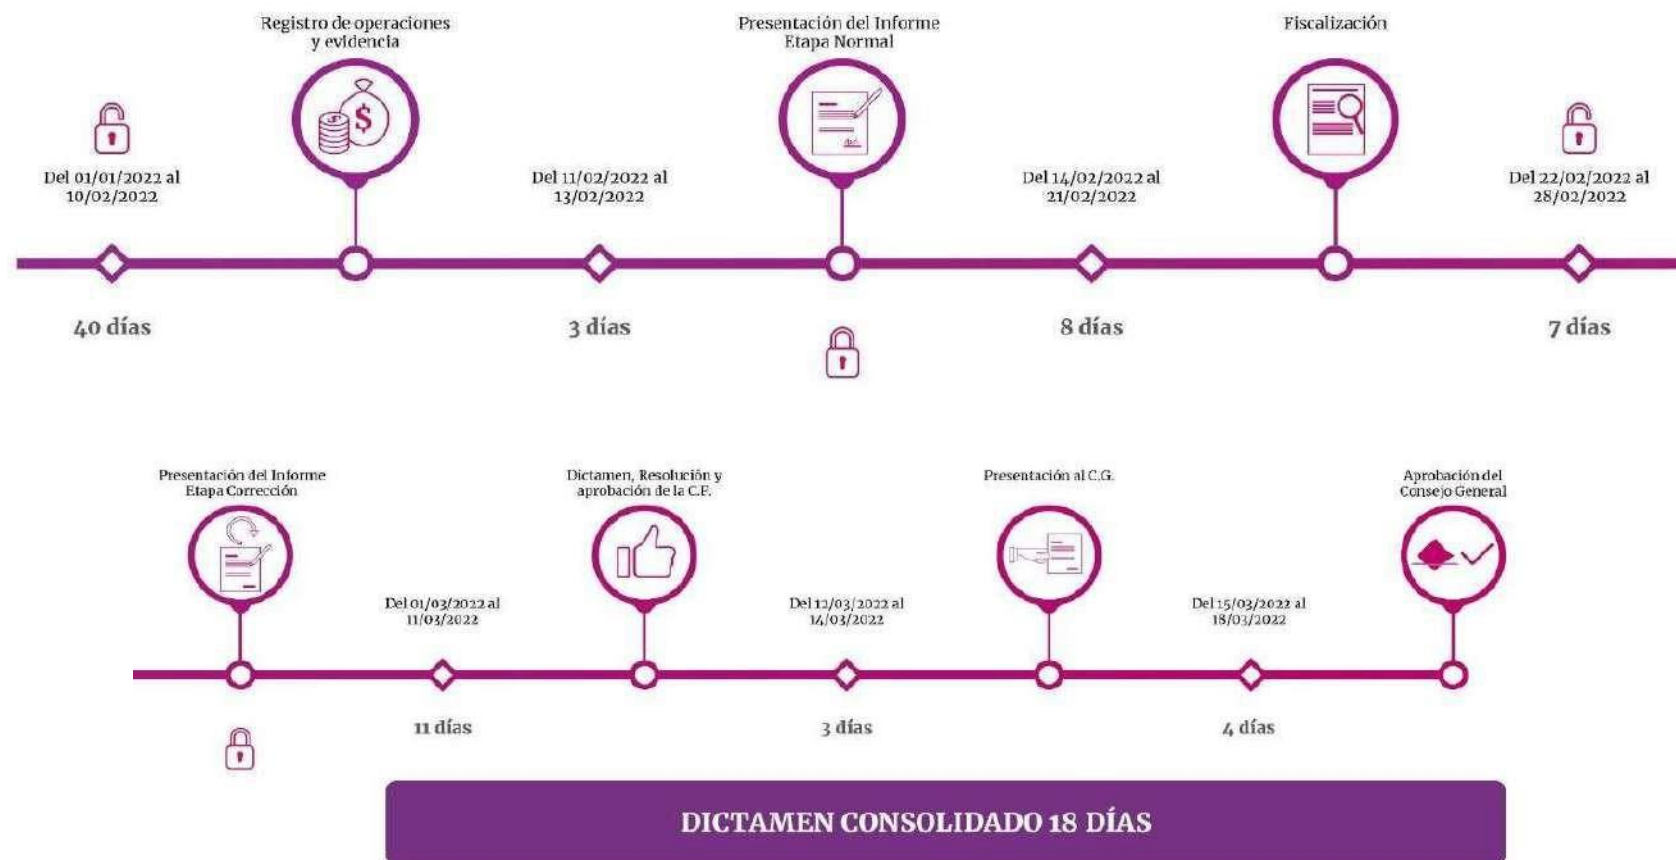 Registro de operaciones
y evidencia
Presentación del Informe
Etapa Normal
Fiscalización
Del 01/01/2022 al
10/02/2022
Del 11/02/2022 al
13/02/2022
Del 14/02/2022 al
21/02/2022
Del 22/02/2022 al
28/02/2022
40 días
3 días
8 días
7 días
Presentación del Informe
Etapa Corrección
Dictamen, Resolución y
aprobación de la C.F.
Presentación al C.G.
Aprobación del
Consejo General
Del 01/03/2022 al
11/03/2022
Del 12/03/2022 al
14/03/2022
Del 15/03/2022 al
18/03/2022
11 días
3 días
4 días
DICTAMEN CONSOLIDADO 18 DÍAS